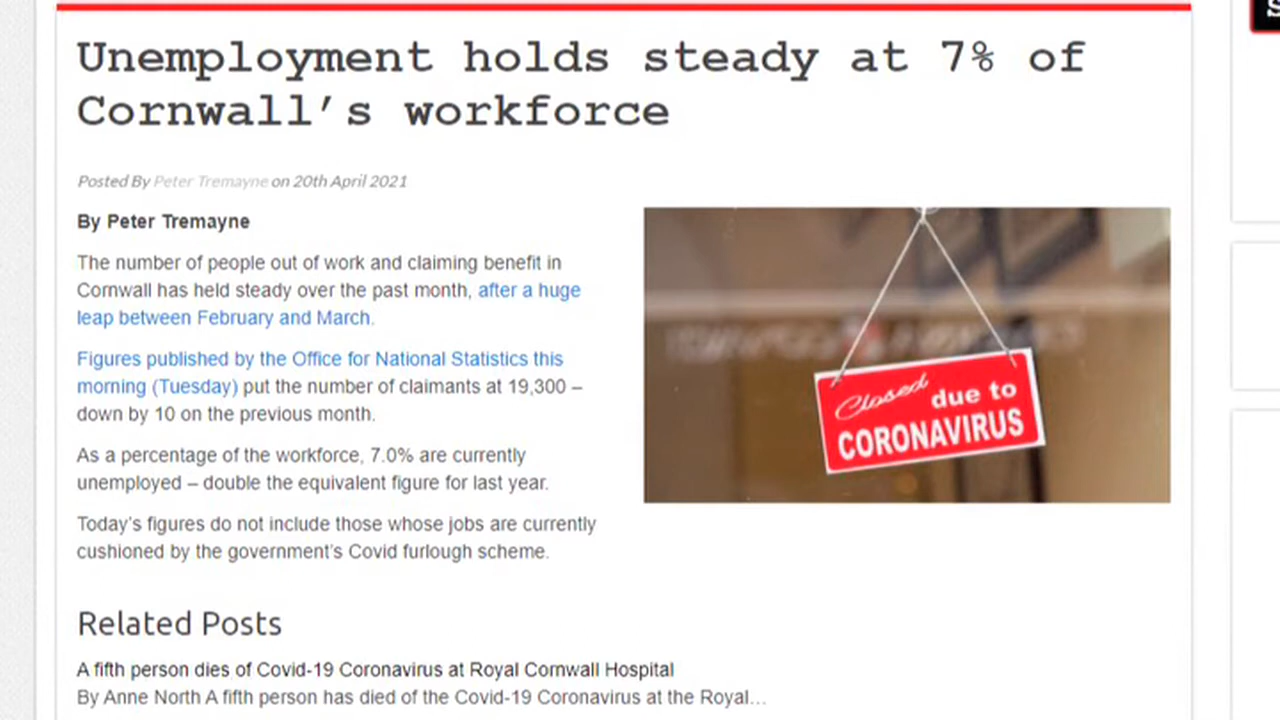 Unemployment holds steady at 7% of
Cornwall’s workforce
Posted By Peter Tremayne on 20th April 2021
By Peter Tremayne
The number of people out of work and claiming benefit in
Cornwall has held steady over the past month, after a huge
leap between February and March.
Figures published by the Office for National Statistics this
morning (Tuesday) put the number of claimants at 19,300 –
down by 10 on the previous month.
As a percentage of the workforce, 7.0% are currently
unemployed – double the equivalent figure for last year.
Today’s figures do not include those whose jobs are currently
cushioned by the government’s Covid furlough scheme.
Closed due to
CORONAVIRUS
Related Posts
A fifth person dies of Covid-19 Coronavirus at Royal Cornwall Hospital
By Anne North A fifth person has died of the Covid-19 Coronavirus at the Royal…